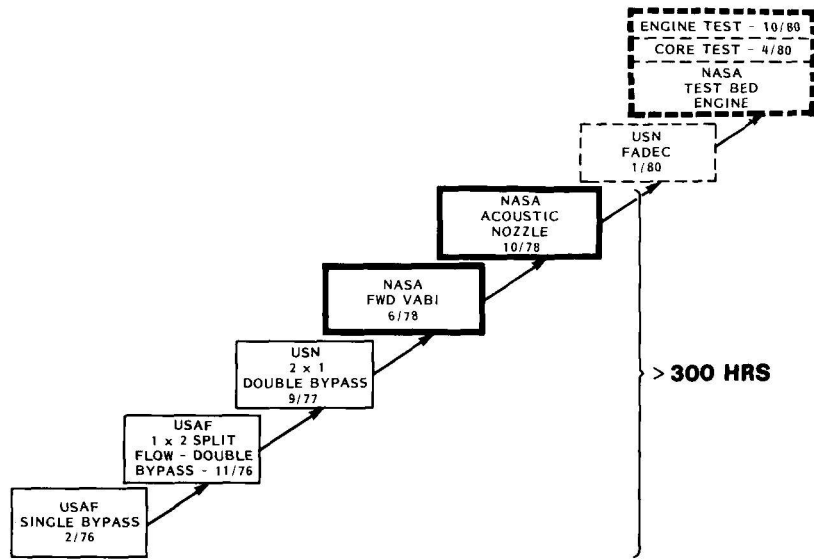 ENGINE TEST - 10/80
CORE TEST - 4/80
NASA
TEST BED
ENGINE
USN
FADEC
1/80
NASA
ACOUSTIC
NOZZLE
10/78
NASA
FWD VABI
6/78
> 300 HRS
USN
2 x 1
DOUBLE BYPASS
9/77
USAF
1 x 2 SPLIT
FLOW - DOUBLE
BYPASS - 11/76
USAF
SINGLE BYPASS
2/76